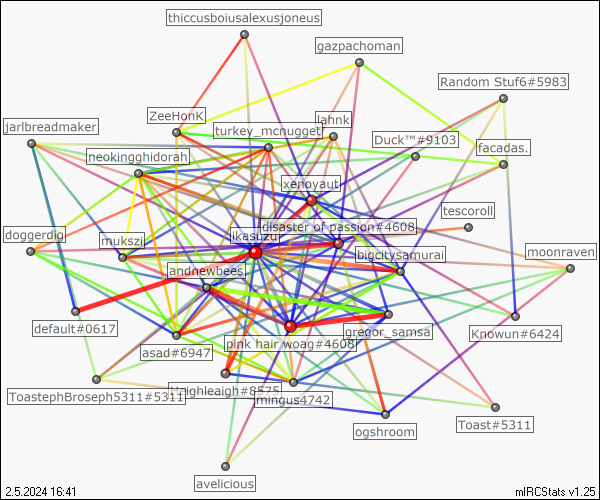 thiccusboiusalexusjoneus
gazpachoman
Random Stuf6#5983
ZeeHonK
lahnk
jarlbreadmaker
turkey_mcnugget
Duck™#9103
facadas.
neokingghidorah
xenoyaut
tescoroll
disaster of passion#4608
ikasuzu
doggerdig
mukszi
bigcitysamurai
moonraven
andnewbees
default#0617
gregor_samsa
Knowun#6424
pink hair woag#4608
asad#6947
ToastephBroseph5311#5311
mingus4742
Toast#5311
ogshroom
avelicious
2.5.2024 16:41
mIRCStats v1.25